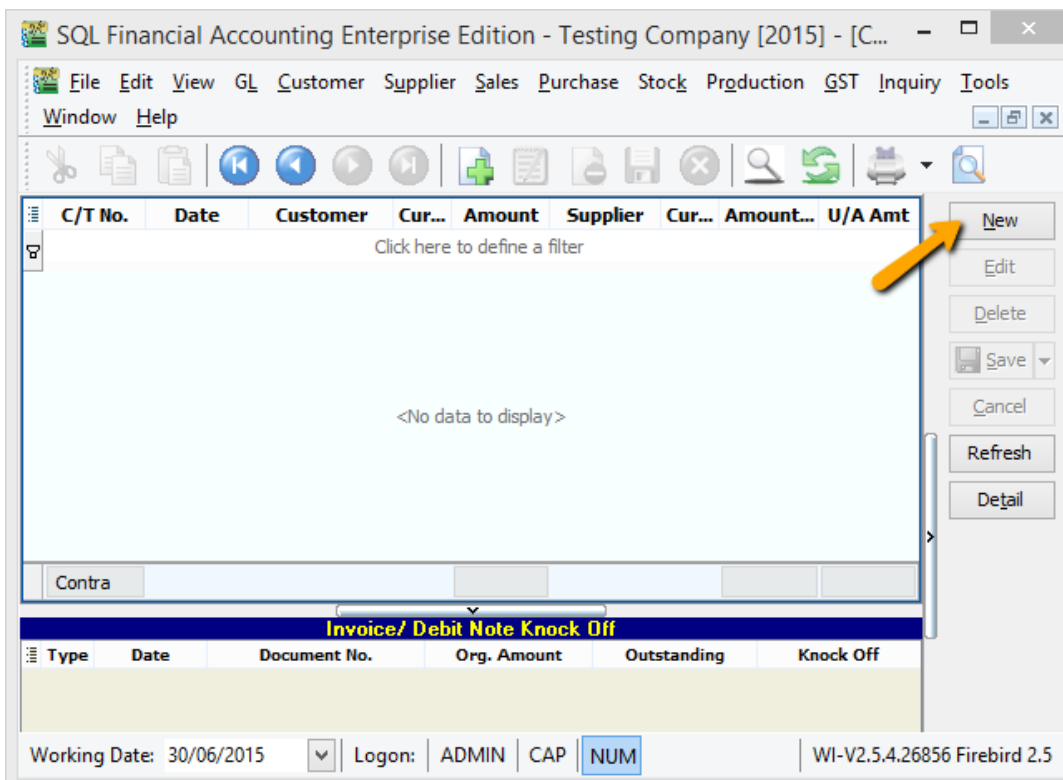 SQL Financial Accounting Enterprise Edition - Testing Company [2015] - [C...
File Edit View GL Customer Supplier Sales Purchase Stock Production GST Inquiry Tools
Window Help
C/T No. Date Customer Cur... Amount Supplier Cur... Amount... U/A Amt
Click here to define a filter
<No data to display>
Contra
New
Edit
Delete
Save
Cancel
Refresh
Detail
Invoice/ Debit Note Knock Off
Type Date Document No. Org. Amount Outstanding Knock Off
Working Date: 30/06/2015 Logon: ADMIN CAP NUM WI-V2.5.4.26856 Firebird 2.5